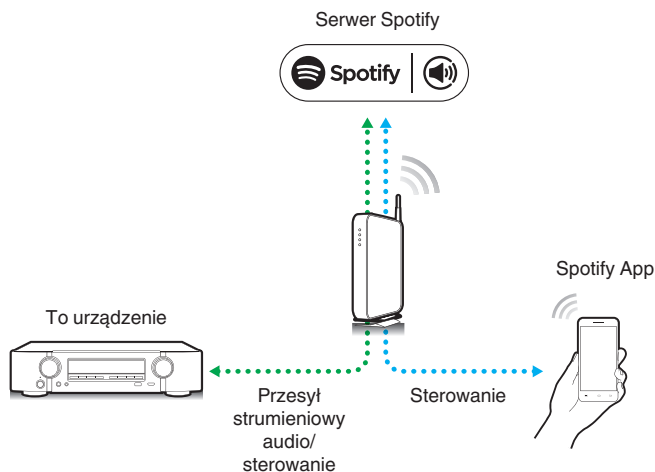 Serwer Spotify
Spotify
Spotify App
To urządzenie
Przesył
strumieniowy
audio/
sterowanie
Sterowanie